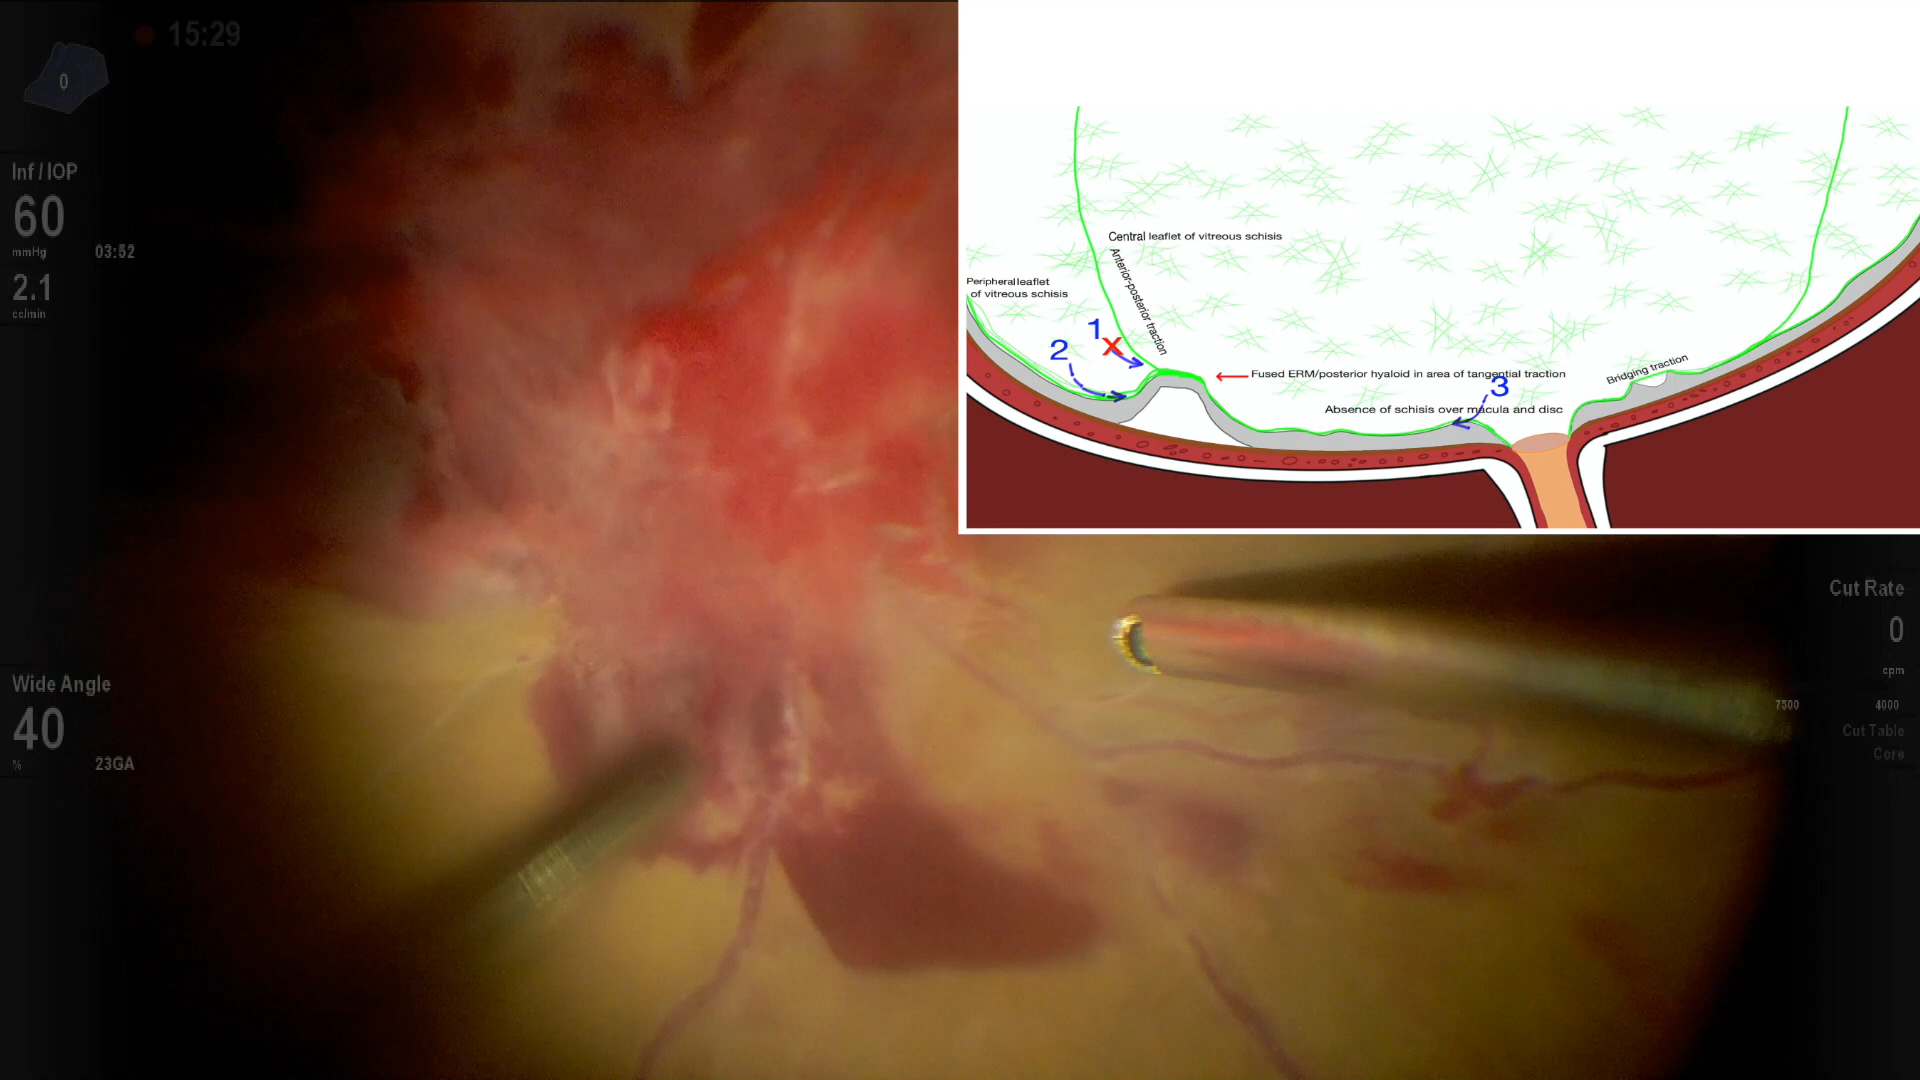 15:29
0
Inf / IOP
60
mmHg
03:52
2.1
cc/min
Wide Angle
40
%
23GA
Central leaflet of vitreous schisis
Anterior-posterior traction
Peripheral leaflet
of vitreous schisis
1
X
2
Fused ERM/posterior hyaloid in area of tangential traction
3
Absence of schisis over macula and disc
Bridging traction
Cut Rate
0
cpm
7500
4000
Cut Table
Core